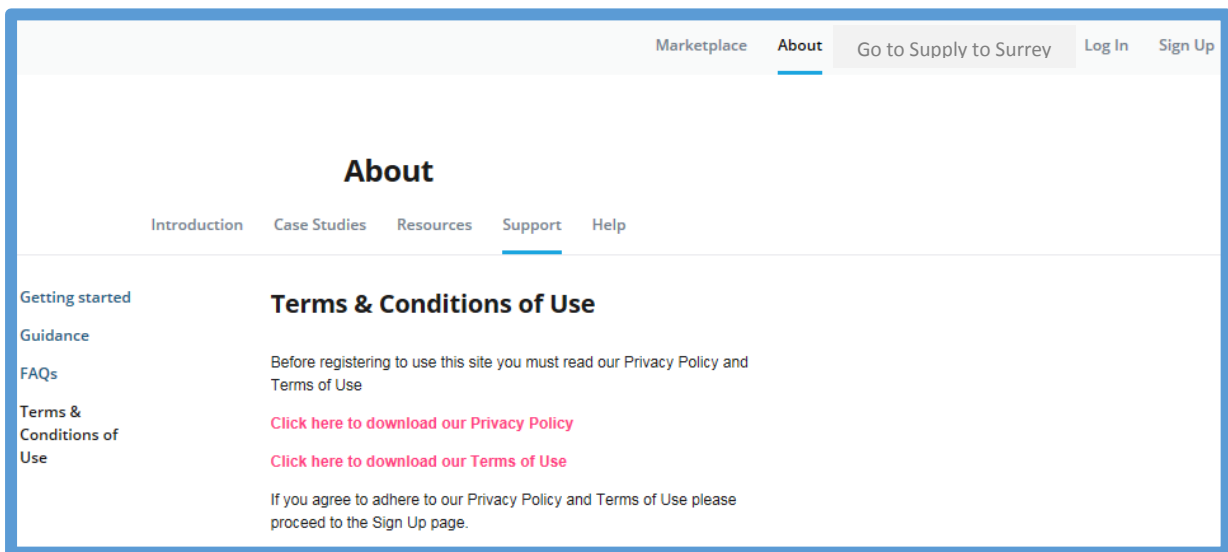 Marketplace About Go to Supply to Surrey Log In Sign Up
About
Introduction Case Studies Resources Support Help
Getting started
Guidance
FAQs
Terms &
Conditions of
Use
Terms & Conditions of Use
Before registering to use this site you must read our Privacy Policy and
Terms of Use
Click here to download our Privacy Policy
Click here to download our Terms of Use
If you agree to adhere to our Privacy Policy and Terms of Use please
proceed to the Sign Up page.